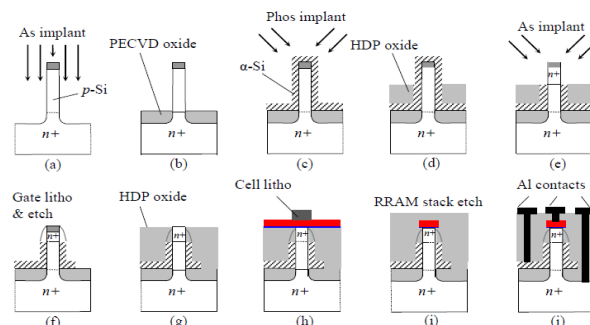 As implant
p-Si
n+
(a)
PECVD oxide
n+
(b)
Phos implant
α-Si
n+
(c)
HDP oxide
n+
(d)
As implant
n+
n+
(e)
Gate litho
& etch
n+
n+
(f)
HDP oxide
n+
n+
(g)
Cell litho
n+
n+
(h)
RRAM stack etch
n+
n+
(i)
Al contacts
n+
n+
(j)